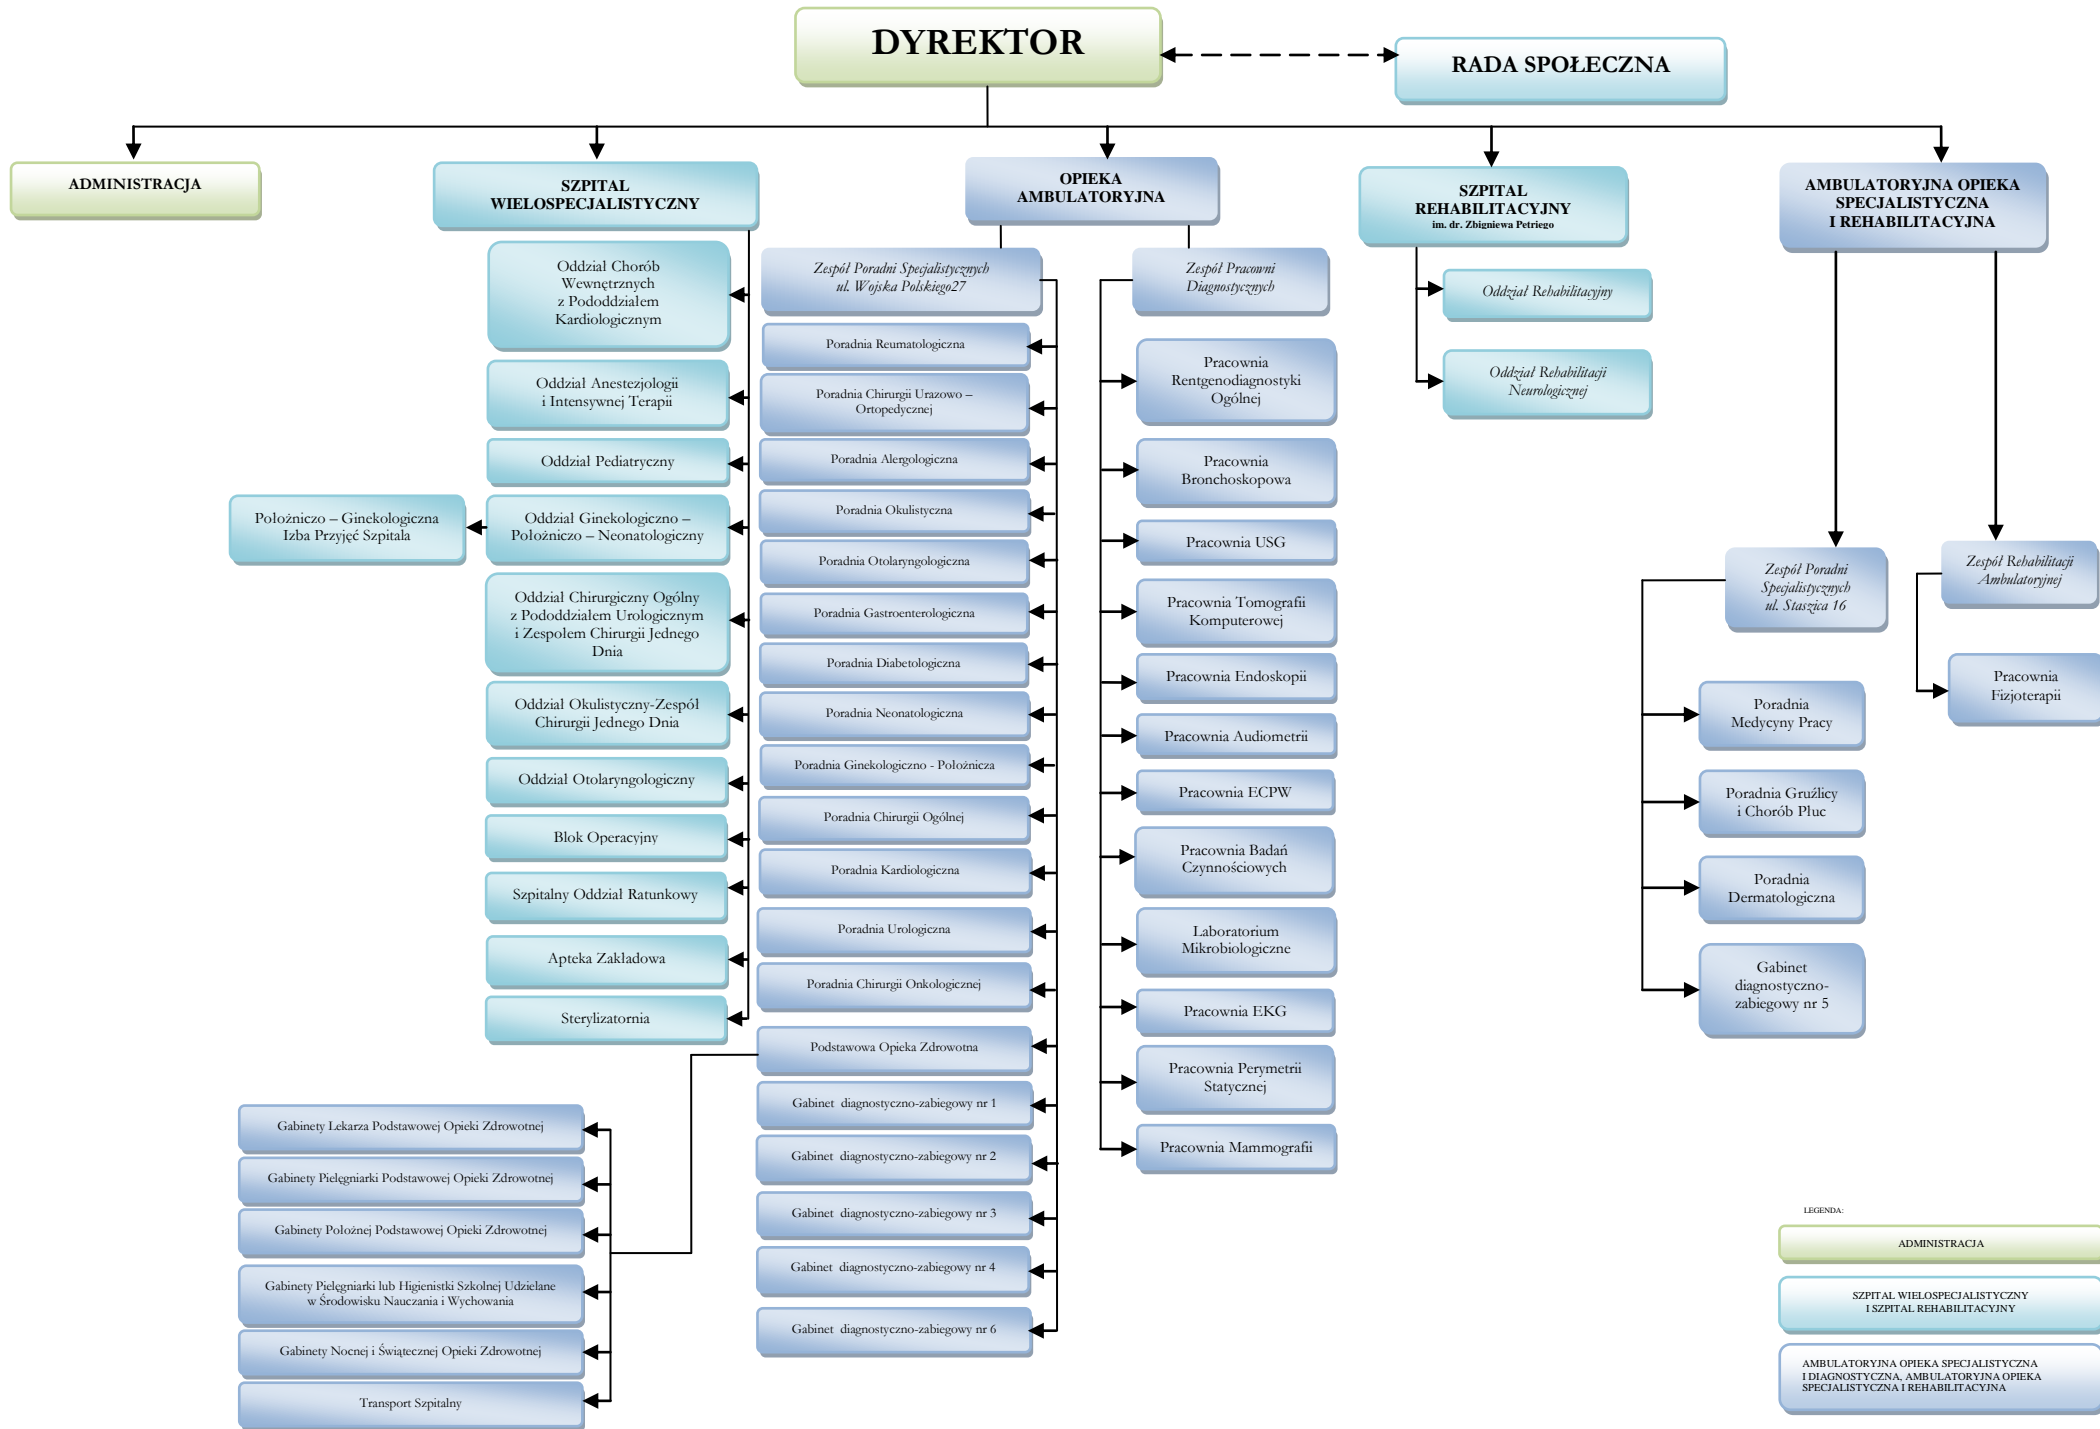 DYREKTOR
RADA SPOŁECZNA
ADMINISTRACJA
SZPITAL
WIELOSPECJALISTYCZNY
OPIEKA
AMBULATORYJNA
SZPITAL
REHABILITACYJNY
im. dr. Zbigniewa Petriego
AMBULATORYJNA OPIEKA
SPECJALISTYCZNA
I REHABILITACYJNA
Oddział Chorób
Wewnętrznych
z Pododdziałem
Kardiologicznym
Oddział Anestezjologii
i Intensywnej Terapii
Oddział Pediatryczny
Położniczo – Ginekologiczna
Izba Przyjęć Szpitala
Oddział Ginekologiczno –
Położniczo – Neonatologiczny
Oddział Chirurgiczny Ogólny
z Pododdziałem Urologicznym
i Zespołem Chirurgii Jednego
Dnia
Oddział Okulistyczny-Zespół
Chirurgii Jednego Dnia
Oddział Otolaryngologiczny
Blok Operacyjny
Szpitalny Oddział Ratunkowy
Apteka Zakładowa
Sterylizatornia
Zespół Poradni Specjalistycznych
ul. Wojska Polskiego27
Poradnia Reumatologiczna
Poradnia Chirurgii Urazowo –
Ortopedycznej
Poradnia Alergologiczna
Poradnia Okulistyczna
Poradnia Otolaryngologiczna
Poradnia Gastroenterologiczna
Poradnia Diabetologiczna
Poradnia Neonatologiczna
Poradnia Ginekologiczno - Położnicza
Poradnia Chirurgii Ogólnej
Poradnia Kardiologiczna
Poradnia Urologiczna
Poradnia Chirurgii Onkologicznej
Podstawowa Opieka Zdrowotna
Gabinet diagnostyczno-zabiegowy nr 1
Gabinet diagnostyczno-zabiegowy nr 2
Gabinet diagnostyczno-zabiegowy nr 3
Gabinet diagnostyczno-zabiegowy nr 4
Gabinet diagnostyczno-zabiegowy nr 6
Gabinety Lekarza Podstawowej Opieki Zdrowotnej
Gabinety Pielęgniarki Podstawowej Opieki Zdrowotnej
Gabinety Położnej Podstawowej Opieki Zdrowotnej
Gabinety Pielęgniarki lub Higienistki Szkolnej Udzielane
w Środowisku Nauczania i Wychowania
Gabinety Nocnej i Świątecznej Opieki Zdrowotnej
Transport Szpitalny
Zespół Pracowni
Diagnostycznych
Pracownia
Rentgenodiagnostyki
Ogólnej
Pracownia
Bronchoskopowa
Pracownia USG
Pracownia Tomografii
Komputerowej
Pracownia Endoskopii
Pracownia Audiometrii
Pracownia ECPW
Pracownia Badań
Czynnościowych
Laboratorium
Mikrobiologiczne
Pracownia EKG
Pracownia Perymetrii
Statycznej
Pracownia Mammografii
Oddział Rehabilitacyjny
Oddział Rehabilitacji
Neurologicznej
Zespół Poradni
Specjalistycznych
ul. Staszica 16
Poradnia
Medycyny Pracy
Poradnia Gruźlicy
i Chorób Płuc
Poradnia
Dermatologiczna
Gabinet
diagnostyczno-
zabiegowy nr 5
Zespół Rehabilitacji
Ambulatoryjnej
Pracownia
Fizjoterapii
LEGENDA:
ADMINISTRACJA
SZPITAL WIELOSPECJALISTYCZNY
I SZPITAL REHABILITACYJNY
AMBULATORYJNA OPIEKA SPECJALISTYCZNA
I DIAGNOSTYCZNA, AMBULATORYJNA OPIEKA
SPECJALISTYCZNA I REHABILITACYJNA